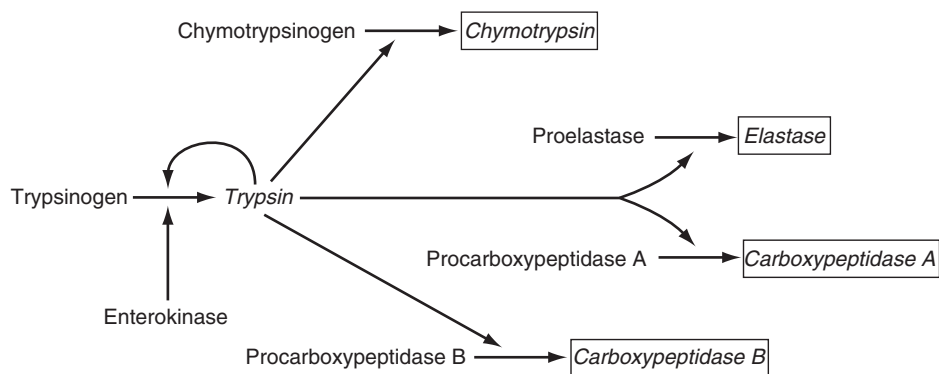 Chymotrypsinogen Chymotrypsin
Proelastase Elastase
Trypsinogen Trypsin
Procarboxypeptidase A Carboxypeptidase A
Enterokinase
Procarboxypeptidase B Carboxypeptidase B